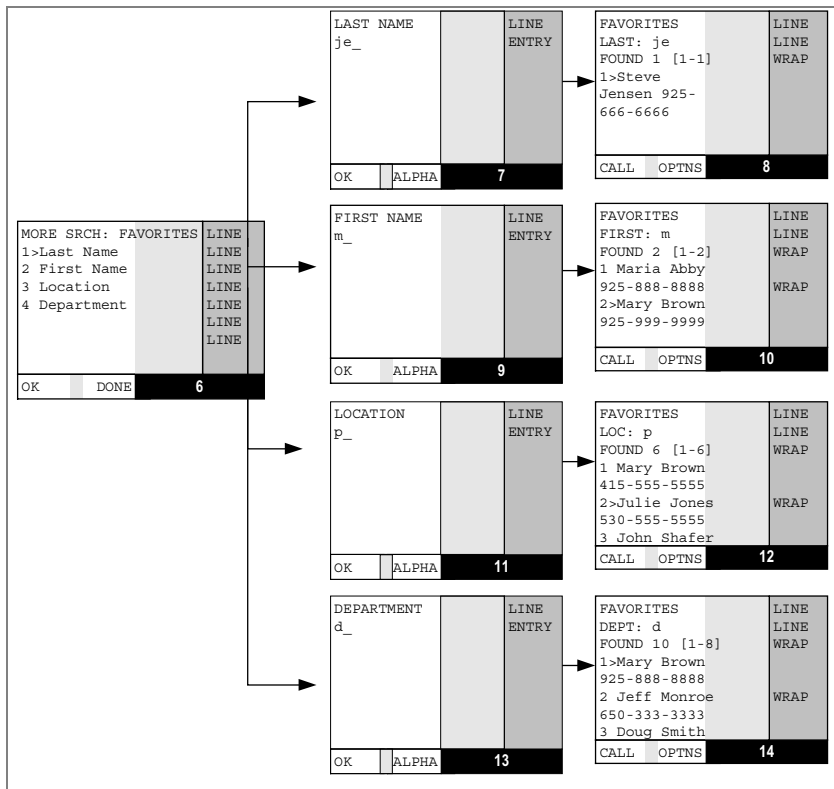 MORE SRCH: FAVORITES LINE
1>Last Name LINE
2 First Name LINE
3 Location LINE
4 Department LINE
LINE
LINE
OK DONE 6
LAST NAME LINE
je_ ENTRY
OK ALPHA 7
FAVORITES LINE
LAST: je LINE
FOUND 1 [1-1] WRAP
1>Steve
Jensen 925-
666-6666
CALL OPTNS 8
FIRST NAME LINE
m_ ENTRY
OK ALPHA 9
FAVORITES LINE
FIRST: m LINE
FOUND 2 [1-2] WRAP
1 Maria Abby
925-888-8888 WRAP
2>Mary Brown
925-999-9999
CALL OPTNS 10
LOCATION LINE
p_ ENTRY
OK ALPHA 11
FAVORITES LINE
LOC: p LINE
FOUND 6 [1-6] WRAP
1 Mary Brown
415-555-5555
2>Julie Jones WRAP
530-555-5555
3 John Shafer
CALL OPTNS 12
DEPARTMENT LINE
d_ ENTRY
OK ALPHA 13
FAVORITES LINE
DEPT: d LINE
FOUND 10 [1-8] WRAP
1>Mary Brown
925-888-8888
2 Jeff Monroe WRAP
650-333-3333
3 Doug Smith
CALL OPTNS 14